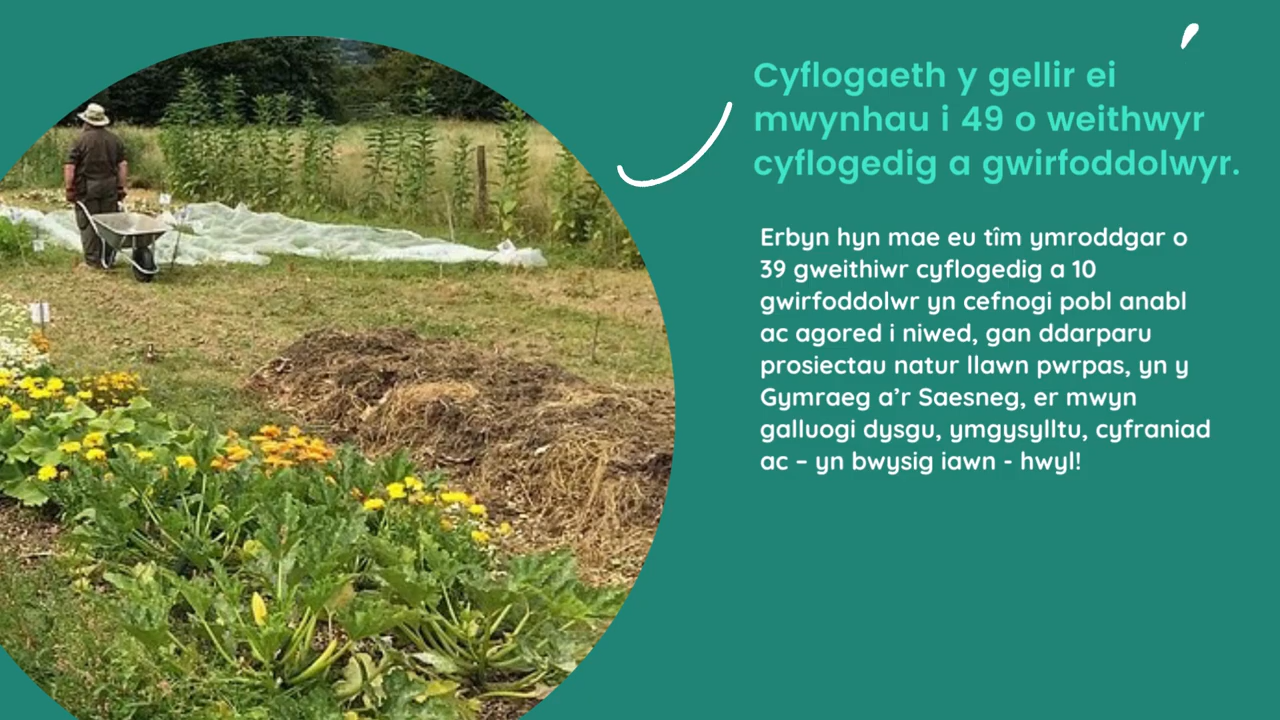 Cyflogaeth y gellir ei
mwynhau i 49 o weithwyr
cyflogedig a gwirfoddolwyr.
Erbyn hyn mae eu tîm ymroddgar o
39 gweithiwr cyflogedig a 10
gwirfoddolwr yn cefnogi pobl anabl
ac agored i niwed, gan ddarparu
prosiectau natur llawn pwrpas, yn y
Gymraeg a’r Saesneg, er mwyn
galluogi dysgu, ymgysylltu, cyfraniad
ac – yn bwysig iawn - hwyl!